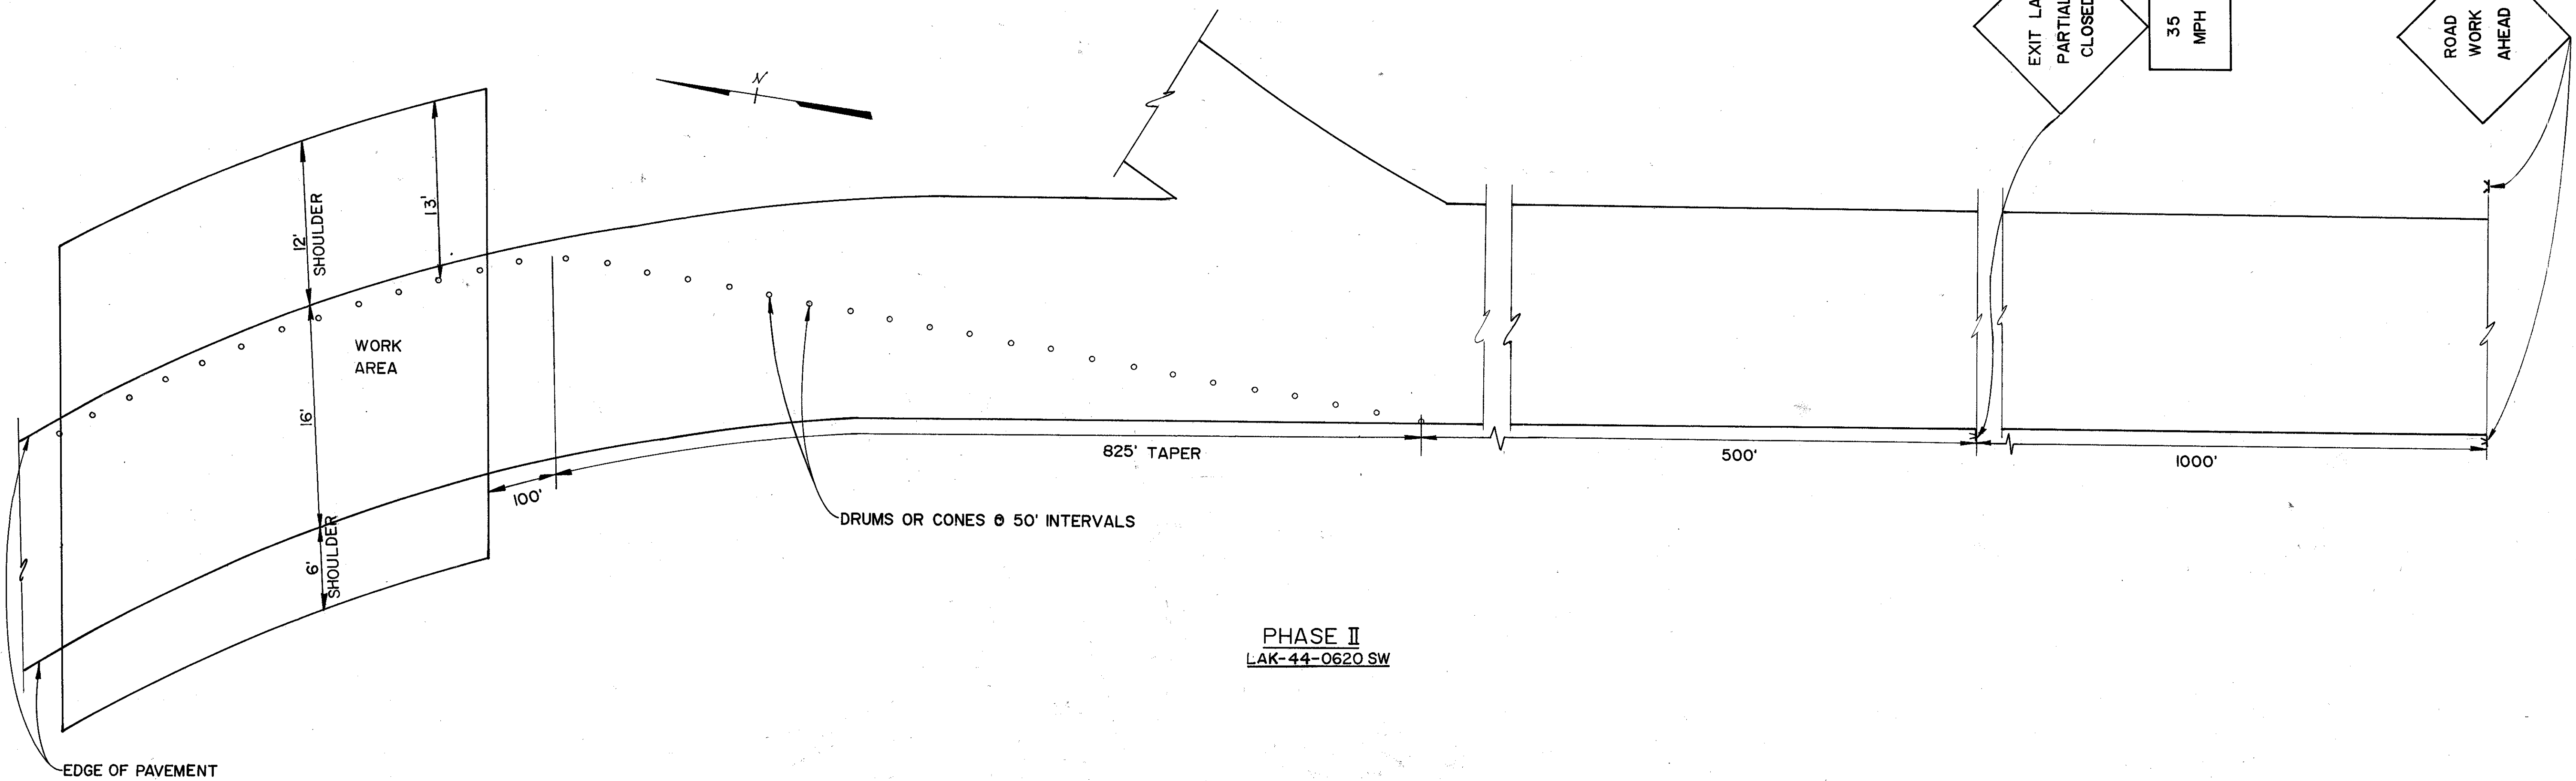 EXIT
PARTIAL
CLOSED
35
MPH
ROAD
WORK
AHEAD
N
12'
SHOULDER
13'
WORK
AREA
16'
6'
SHOULDER
100'
825' TAPER
500'
1000'
DRUMS OR CONES @ 50' INTERVALS
EDGE OF PAVEMENT
PHASE II
LAK-44-0620 SW